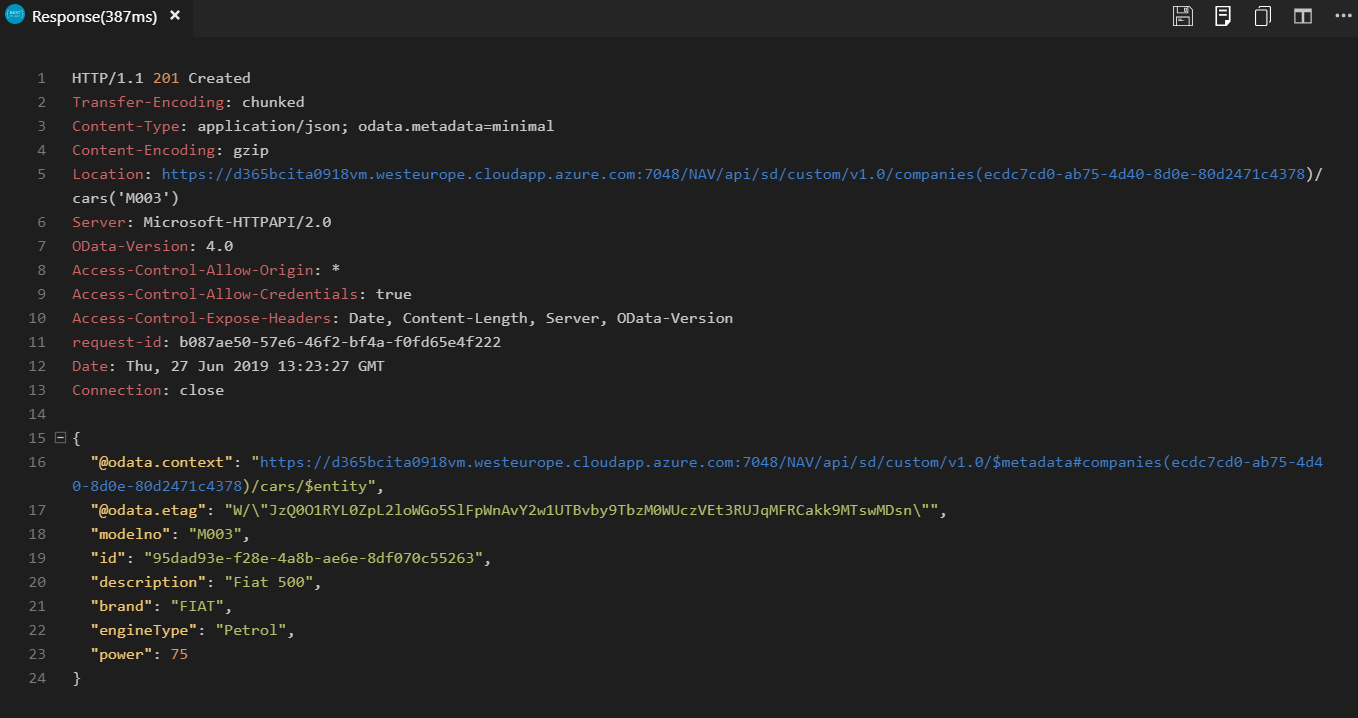 Response(387ms) ×
1 HTTP/1.1 201 Created
2 Transfer-Encoding: chunked
3 Content-Type: application/json; odata.metadata=minimal
4 Content-Encoding: gzip
5 Location: https://d365bcita0918vm.westeurope.cloudapp.azure.com:7048/NAV/api/sd/custom/v1.0/companies(ecdc7cd0-ab75-4d40-8d0e-80d2471c4378)/
cars('M003')
6 Server: Microsoft-HTTPAPI/2.0
7 OData-Version: 4.0
8 Access-Control-Allow-Origin: *
9 Access-Control-Allow-Credentials: true
10 Access-Control-Expose-Headers: Date, Content-Length, Server, OData-Version
11 request-id: b087ae50-57e6-46f2-bf4a-f0fd65e4f222
12 Date: Thu, 27 Jun 2019 13:23:27 GMT
13 Connection: close
14
15 {
16 "@odata.context": "https://d365bcita0918vm.westeurope.cloudapp.azure.com:7048/NAV/api/sd/custom/v1.0/$metadata#companies(ecdc7cd0-ab75-4d4
0-8d0e-80d2471c4378)/cars/$entity",
17 "@odata.etag": "W/\"JzQ0O1RYL0ZpL2loWGo5SlFpWnAvY2w1UTBvby9TbzM0WUczVEt3RUJqMFRCakk9MTswMDsn\"",
18 "modelno": "M003",
19 "id": "95dad93e-f28e-4a8b-ae6e-8df070c55263",
20 "description": "Fiat 500",
21 "brand": "FIAT",
22 "engineType": "Petrol",
23 "power": 75
24 }